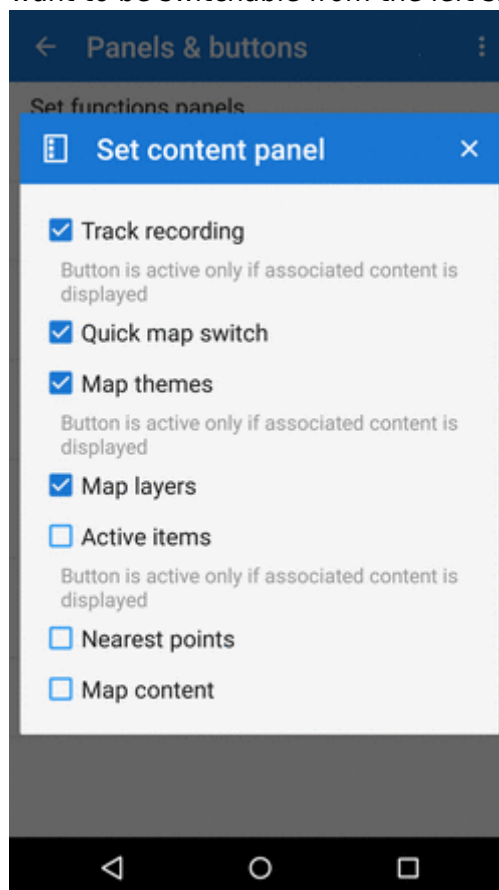 Panels & buttons
Set functions panels
Set content panel
Track recording
Button is active only if associated content is
displayed
Quick map switch
Map themes
Button is active only if associated content is
displayed
Map layers
Active items
Button is active only if associated content is
displayed
Nearest points
Map content